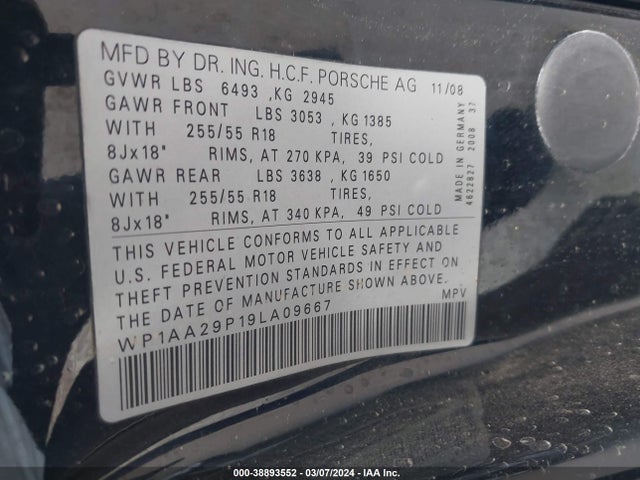 MFD BY DR. ING. H.C.F. PORSCHE AG 11/08
GVWR LBS 6493 ,KG 2945
GAWR FRONT LBS 3053 , KG 1385
WITH 255/55 R18 TIRES,
8Jx18" RIMS, AT 270 KPA, 39 PSI COLD
GAWR REAR LBS 3638 , KG 1650
WITH 255/55 R18 TIRES,
8Jx18" RIMS, AT 340 KPA, 49 PSI COLD
THIS VEHICLE CONFORMS TO ALL APPLICABLE
U.S. FEDERAL MOTOR VEHICLE SAFETY AND
THEFT PREVENTION STANDARDS IN EFFECT ON
THE DATE OF MANUFACTURE SHOWN ABOVE.
WP1AA29P19LA09667 MPV
MADE IN GERMANY
4622827 2008 37
000-38893552 — 03/07/2024 — IAA Inc.